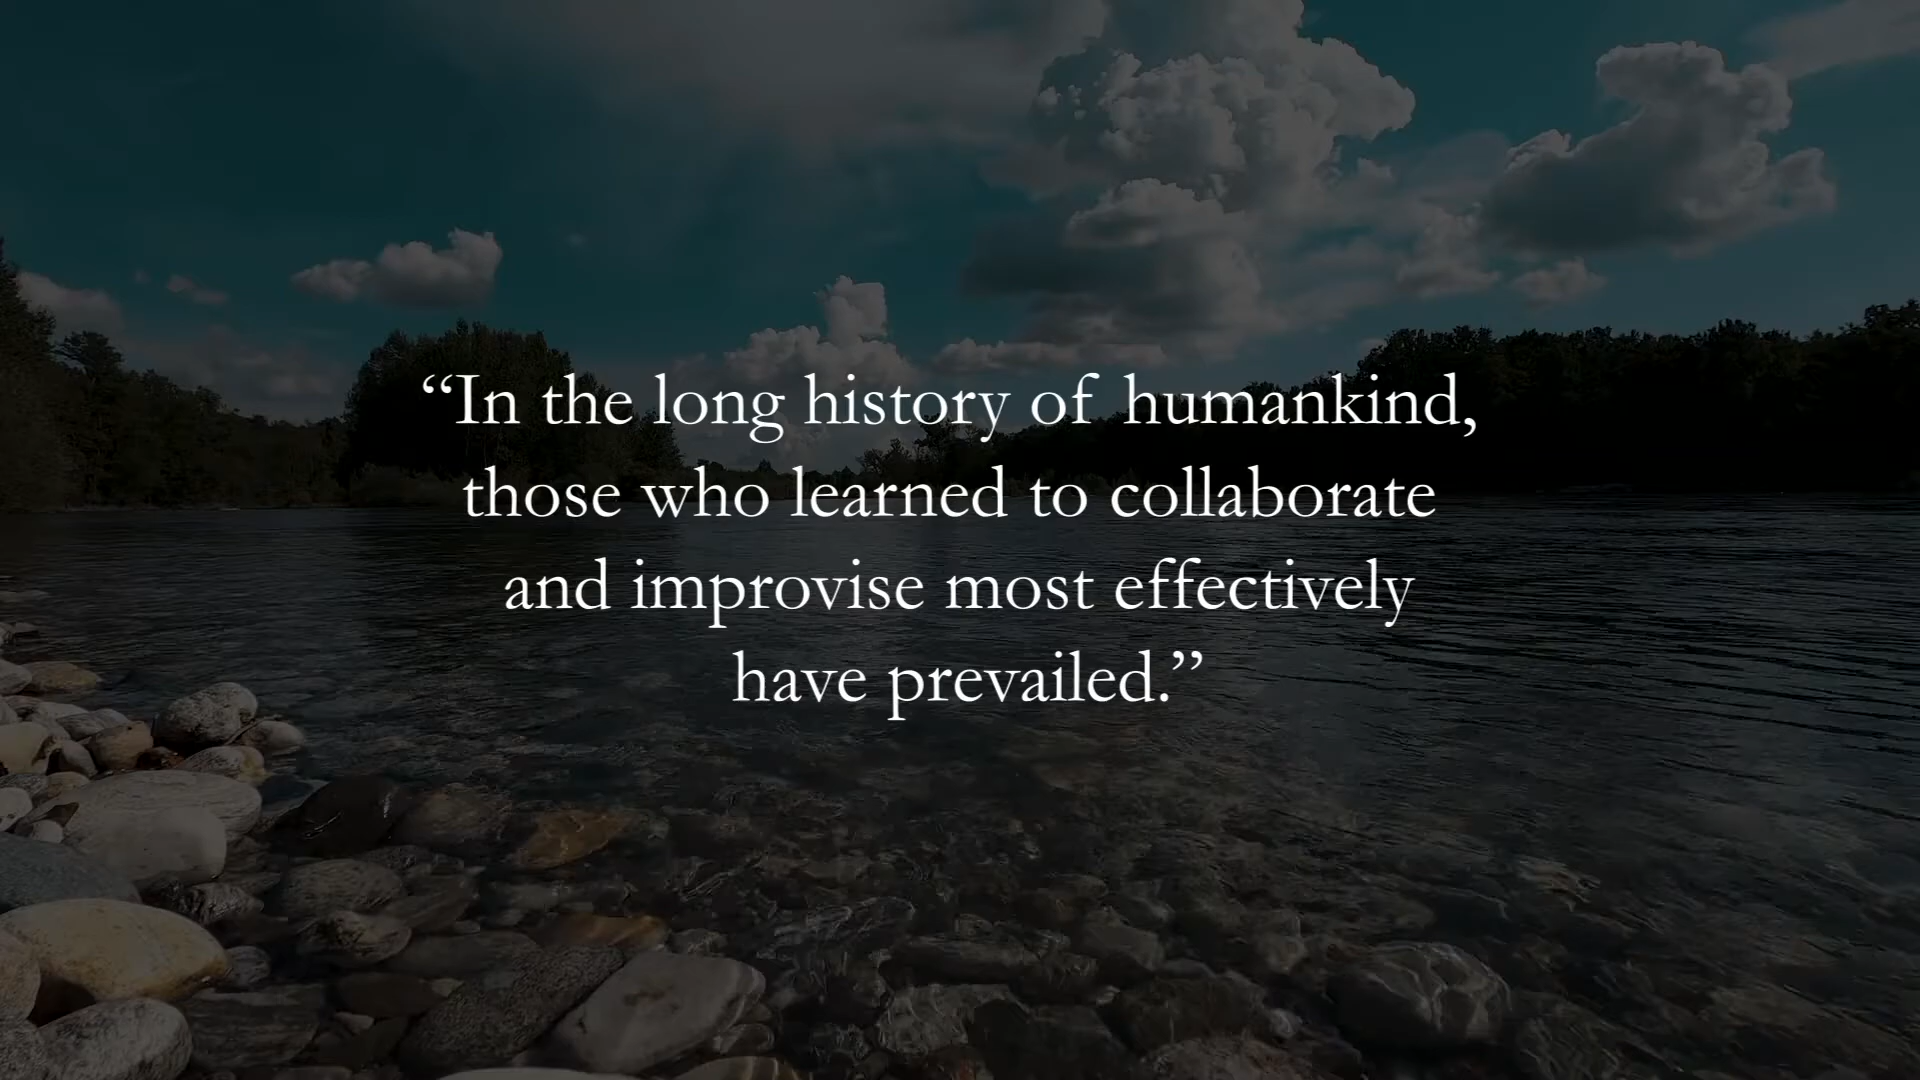 “In the long history of humankind,
those who learned to collaborate
and improvise most effectively
have prevailed.”